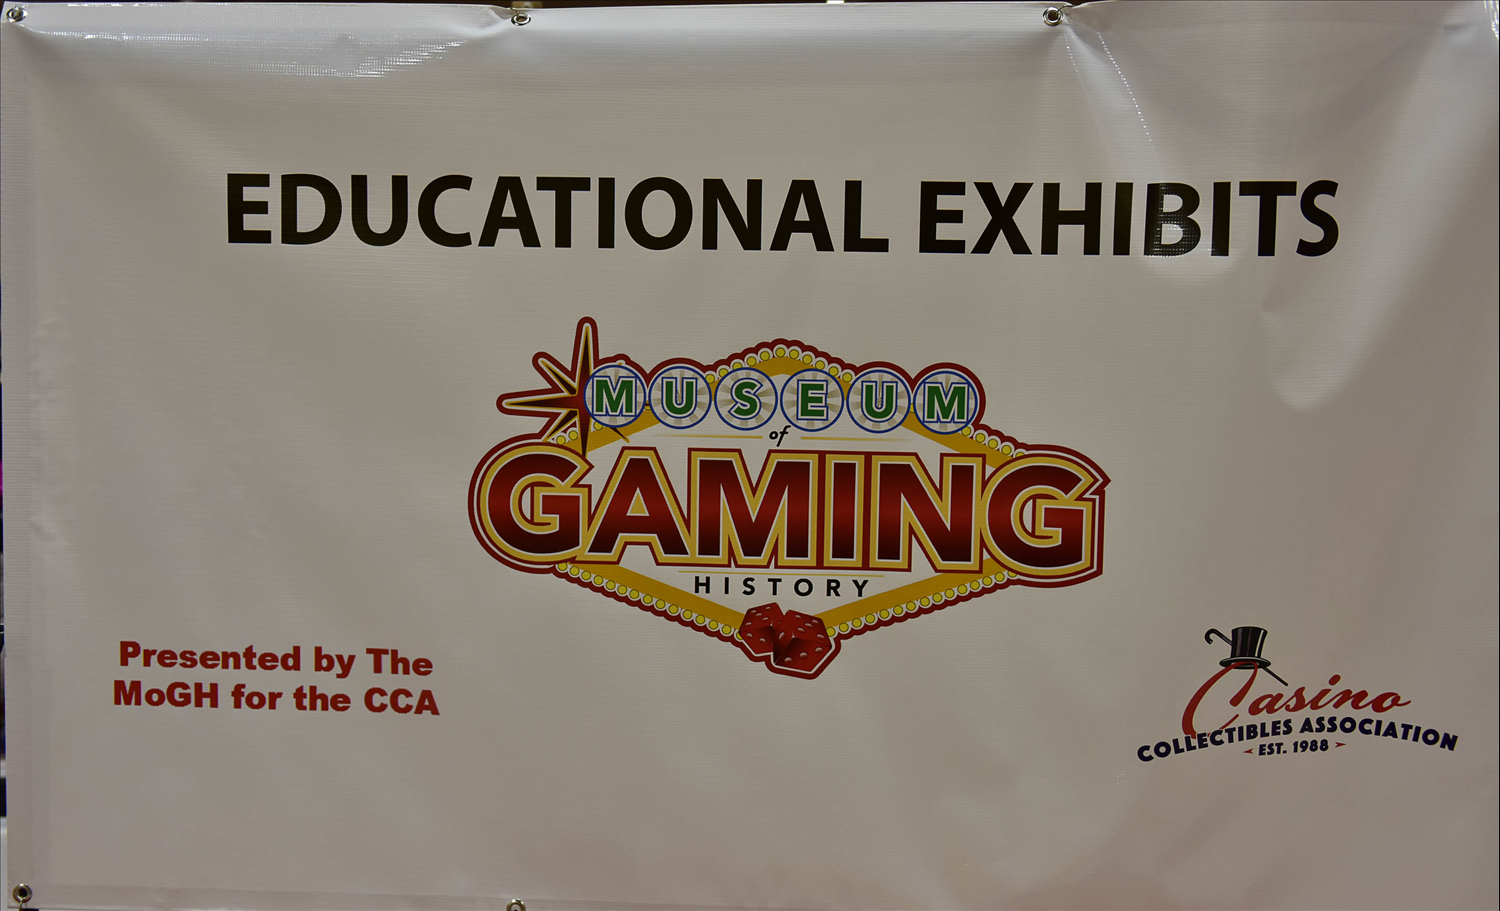 EDUCATIONAL EXHIBITS
MUSEUM
of
GAMING
HISTORY
Presented by The
MoGH for the CCA
Casino
COLLECTIBLES ASSOCIATION
EST. 1988